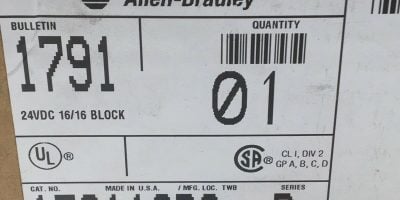 Allen-Bradley
BULLETIN
QUANTITY
1791
01
24VDC 16/16 BLOCK
UL ®
SA ® CL I, DIV 2
GP A, B, C, D
CAT. NO. MADE IN U.S.A. / MFG. LOC. TWB SERIES